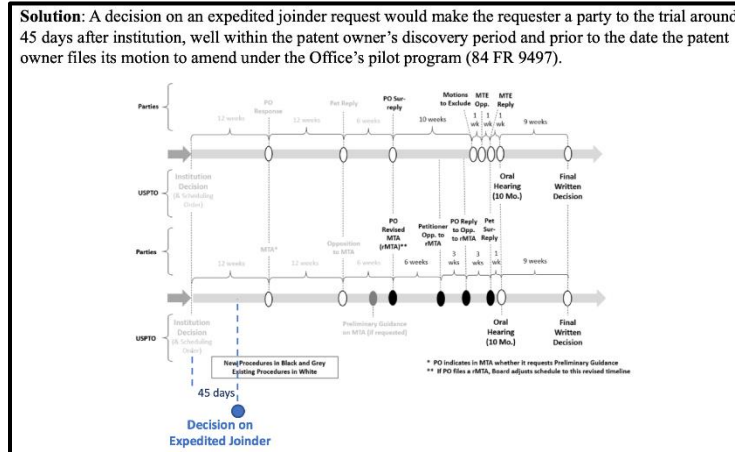 Solution: A decision on an expedited joinder request would make the requester a party to the trial around
45 days after institution, well within the patent owner's discovery period and prior to the date the patent
owner files its motion to amend under the Office's pilot program (84 FR 9497).
Parties
12 weeks
PO
Response
12 weeks
Pet Reply
6 weeks
PO Sur-
reply
10 weeks
Motions
to Exclude
MTE
Opp.
MTE
Reply
1
wk
1
wk
1
wk
9 weeks
USPTO
Institution
Decision
(& Scheduling
Order)
Oral
Hearing
(10 Mo.)
Final
Written
Decision
Parties
12 weeks
MTA*
12 weeks
Opposition
to MTA
6 weeks
PO
Revised
MTA
(rMTA)**
6 weeks
Petitioner
Opp. to
rMTA
3
wks
PO Reply
to Opp.
to rMTA
3
wks
Pet
Sur-
Reply
1
wk
9 weeks
USPTO
Institution
Decision
(& Scheduling
Order)
Preliminary Guidance
on MTA (if requested)
Oral
Hearing
(10 Mo.)
Final
Written
Decision
New Procedures in Black and Grey
Existing Procedures in White
* PO indicates in MTA whether it requests Preliminary Guidance
** If PO files a rMTA, Board adjusts schedule to this revised timeline
45 days
Decision on
Expedited Joinder